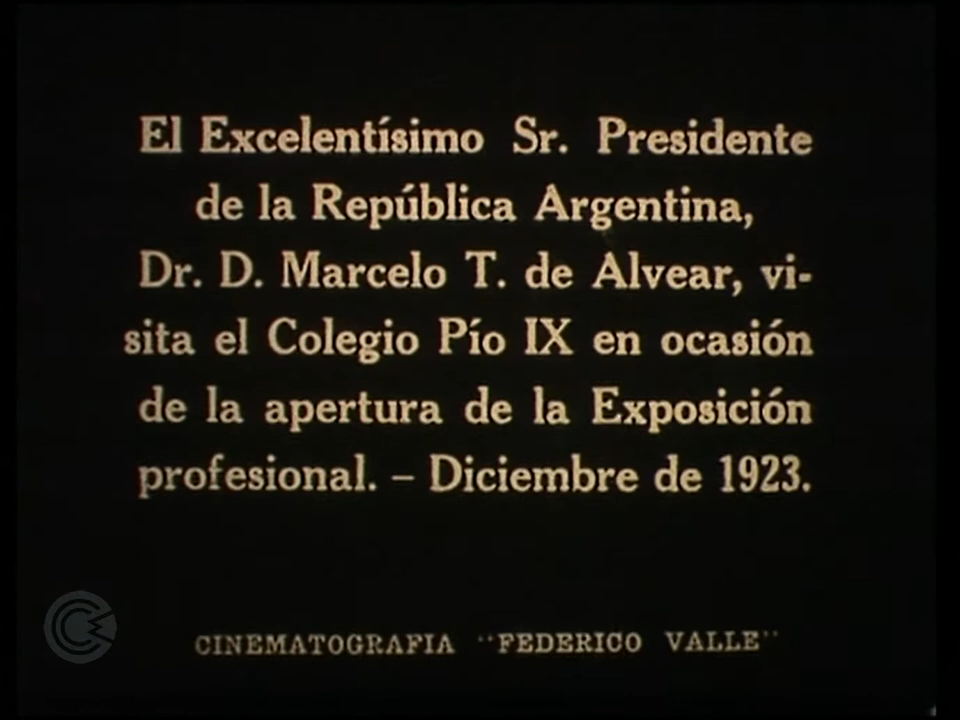 El Excelentísimo Sr. Presidente
de la República Argentina,
Dr. D. Marcelo T. de Alvear, vi-
sita el Colegio Pío IX en ocasión
de la apertura de la Exposición
profesional. – Diciembre de 1923.
CINEMATOGRAFIA "FEDERICO VALLE"